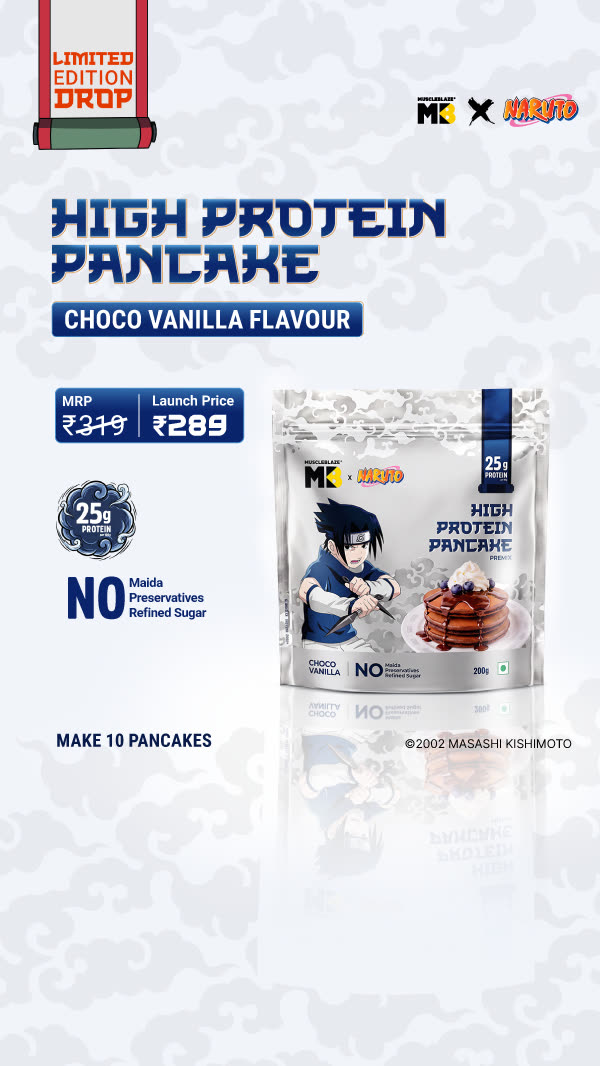 LIMITED
EDITION
DROP
MUSCLEBLAZE
MB X NARUTO
HIGH PROTEIN
PANCAKE
CHOCO VANILLA FLAVOUR
MRP
₹319
Launch Price
₹289
25g
PROTEIN
NO Maida
Preservatives
Refined Sugar
MUSCLEBLAZE
MB x NARUTO
25g
PROTEIN
HIGH
PROTEIN
PANCAKE
PREMIX
CHOCO
VANILLA
NO Maida
Preservatives
Refined Sugar
200g
MAKE 10 PANCAKES
©2002 MASASHI KISHIMOTO